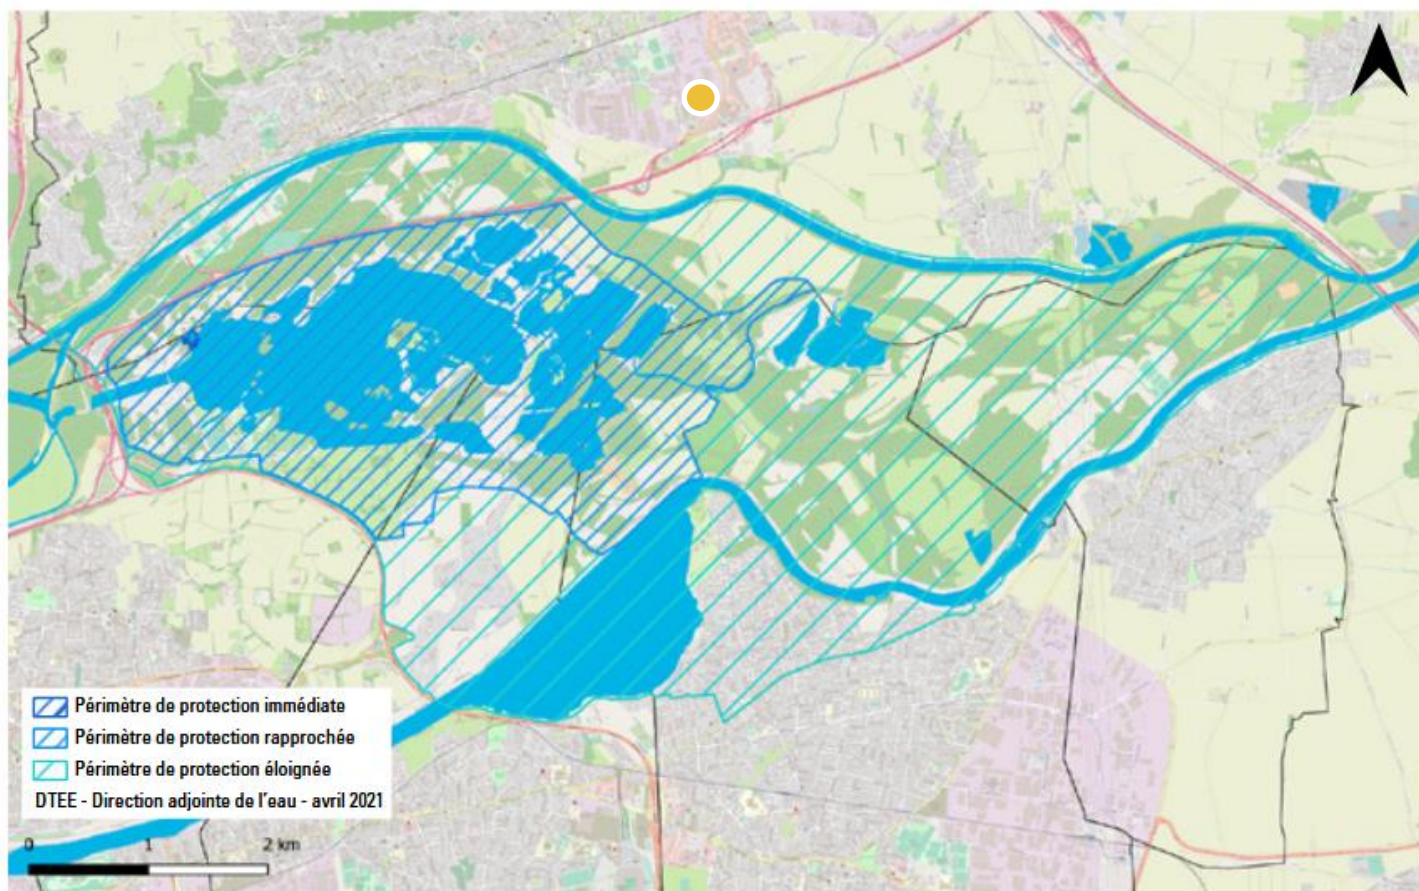 Périmètre de protection immédiate
Périmètre de protection rapprochée
Périmètre de protection éloignée
DTEE - Direction adjointe de l'eau - avril 2021
0 1 2 km